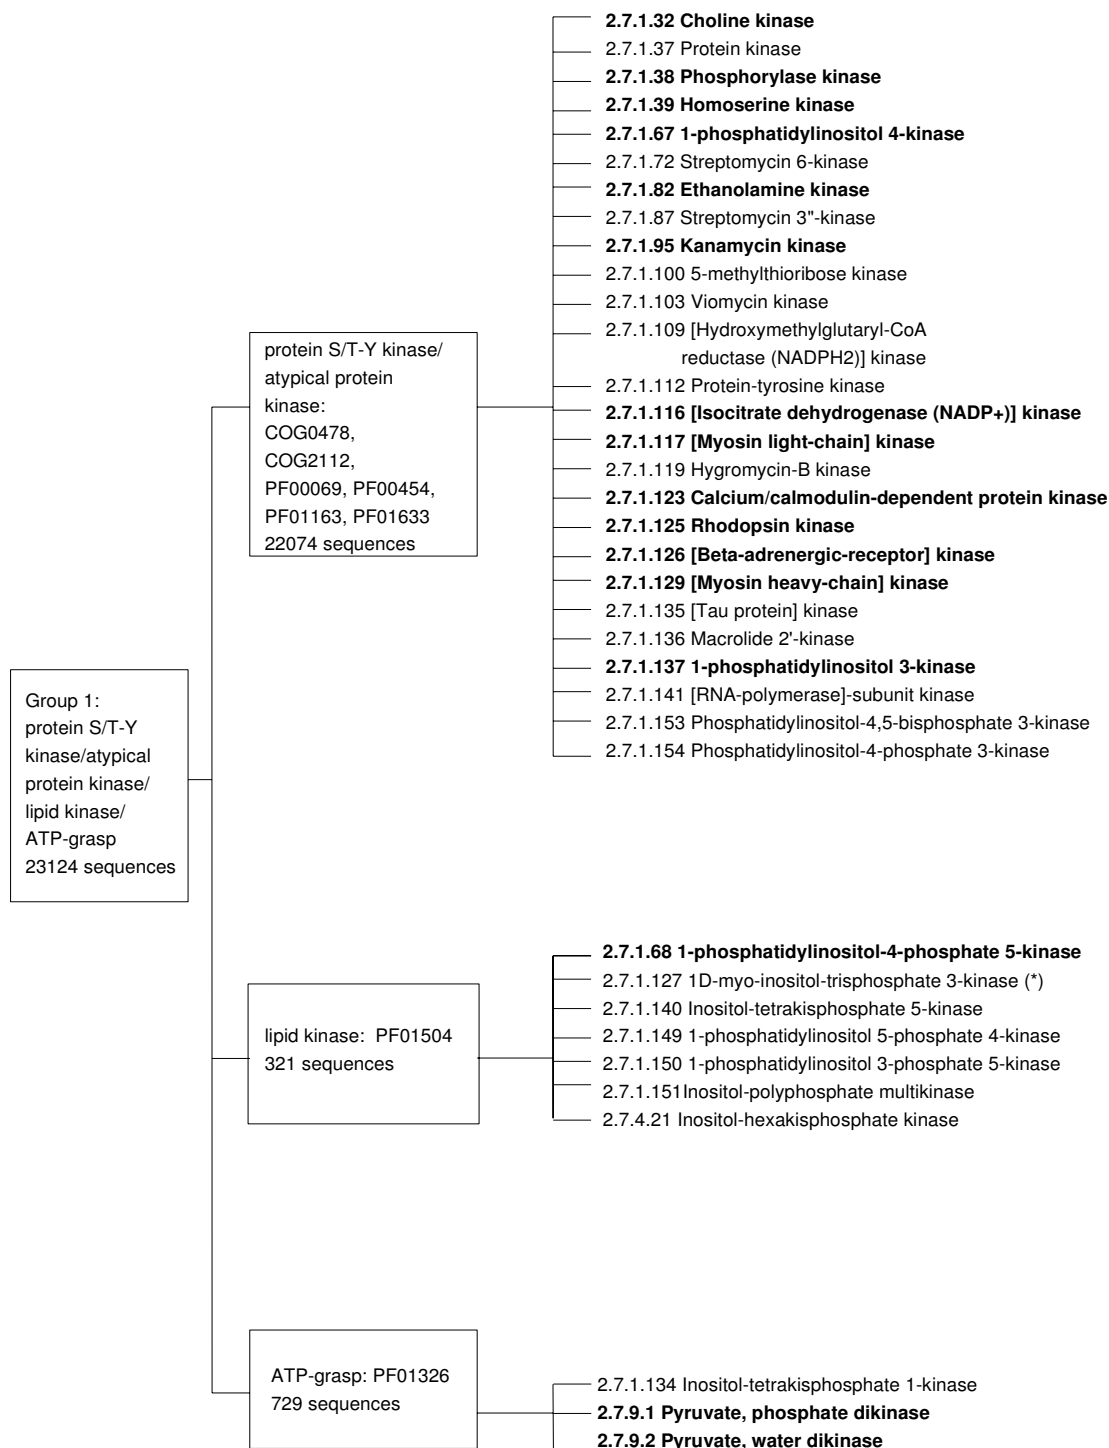 2.7.1.32 Choline kinase
2.7.1.37 Protein kinase
2.7.1.38 Phosphorylase kinase
2.7.1.39 Homoserine kinase
2.7.1.67 1-phosphatidylinositol 4-kinase
2.7.1.72 Streptomycin 6-kinase
2.7.1.82 Ethanolamine kinase
2.7.1.87 Streptomycin 3"-kinase
2.7.1.95 Kanamycin kinase
2.7.1.100 5-methylthioribose kinase
2.7.1.103 Viomycin kinase
2.7.1.109 [Hydroxymethylglutaryl-CoA
reductase (NADPH2)] kinase
2.7.1.112 Protein-tyrosine kinase
2.7.1.116 [Isocitrate dehydrogenase (NADP+)] kinase
2.7.1.117 [Myosin light-chain] kinase
2.7.1.119 Hygromycin-B kinase
2.7.1.123 Calcium/calmodulin-dependent protein kinase
2.7.1.125 Rhodopsin kinase
2.7.1.126 [Beta-adrenergic-receptor] kinase
2.7.1.129 [Myosin heavy-chain] kinase
2.7.1.135 [Tau protein] kinase
2.7.1.136 Macrolide 2'-kinase
2.7.1.137 1-phosphatidylinositol 3-kinase
2.7.1.141 [RNA-polymerase]-subunit kinase
2.7.1.153 Phosphatidylinositol-4,5-bisphosphate 3-kinase
2.7.1.154 Phosphatidylinositol-4-phosphate 3-kinase
protein S/T-Y kinase/
atypical protein
kinase:
COG0478,
COG2112,
PF00069, PF00454,
PF01163, PF01633
22074 sequences
Group 1:
protein S/T-Y
kinase/atypical
protein kinase/
lipid kinase/
ATP-grasp
23124 sequences
2.7.1.68 1-phosphatidylinositol-4-phosphate 5-kinase
2.7.1.127 1D-myo-inositol-trisphosphate 3-kinase (*)
2.7.1.140 Inositol-tetrakisphosphate 5-kinase
2.7.1.149 1-phosphatidylinositol 5-phosphate 4-kinase
2.7.1.150 1-phosphatidylinositol 3-phosphate 5-kinase
2.7.1.151Inositol-polyphosphate multikinase
2.7.4.21 Inositol-hexakisphosphate kinase
lipid kinase: PF01504
321 sequences
ATP-grasp: PF01326
729 sequences
2.7.1.134 Inositol-tetrakisphosphate 1-kinase
2.7.9.1 Pyruvate, phosphate dikinase
2.7.9.2 Pyruvate, water dikinase